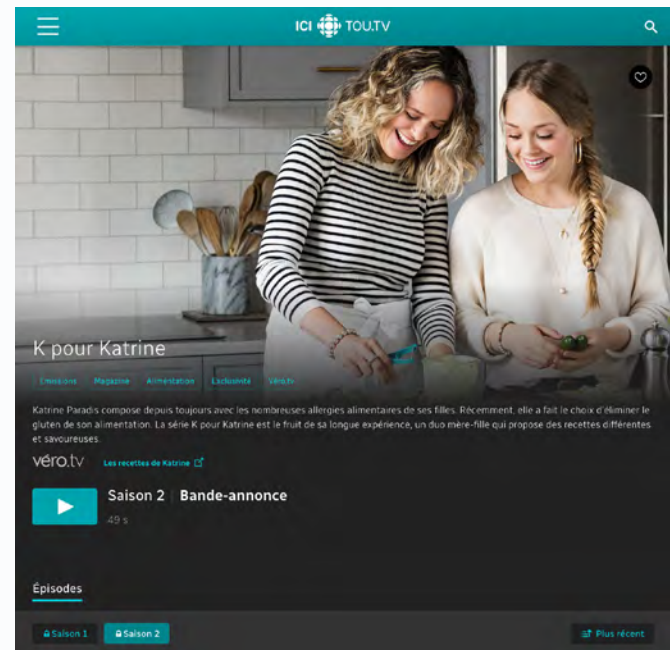 ICI TOU.TV
K pour Katrine
Émissions Magazine Alimentation Exclusivité Véro.tv
Katrine Paradis compose depuis toujours avec les nombreuses allergies alimentaires de ses filles. Récemment, elle a fait le choix d'éliminer le
gluten de son alimentation. La série K pour Katrine est le fruit de sa longue expérience, un duo mère-fille qui propose des recettes différentes
et savoureuses.
véro.tv Les recettes de Katrine
Saison 2 | Bande-annonce
49 s
Épisodes
Saison 1 Saison 2 Plus récent